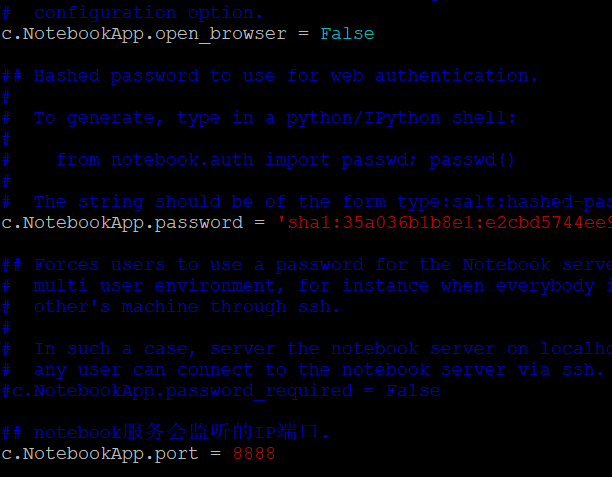 #  configuration option.
c.NotebookApp.open_browser = False
## Hashed password to use for web authentication.
#
#  To generate, type in a python/IPython shell:
#
#    from notebook.auth import passwd; passwd()
#
#  The string should be of the form type:salt:hashed-pas
c.NotebookApp.password = 'sha1:35a036b1b8e1:e2cbd5744ee9
## Forces users to use a password for the Notebook serve
#  multi user environment, for instance when everybody i
#  other's machine through ssh.
#
#  In such a case, server the notebook server on localho
#  any user can connect to the notebook server via ssh.
#c.NotebookApp.password_required = False
## notebook服务会监听的IP端口.
c.NotebookApp.port = 8888